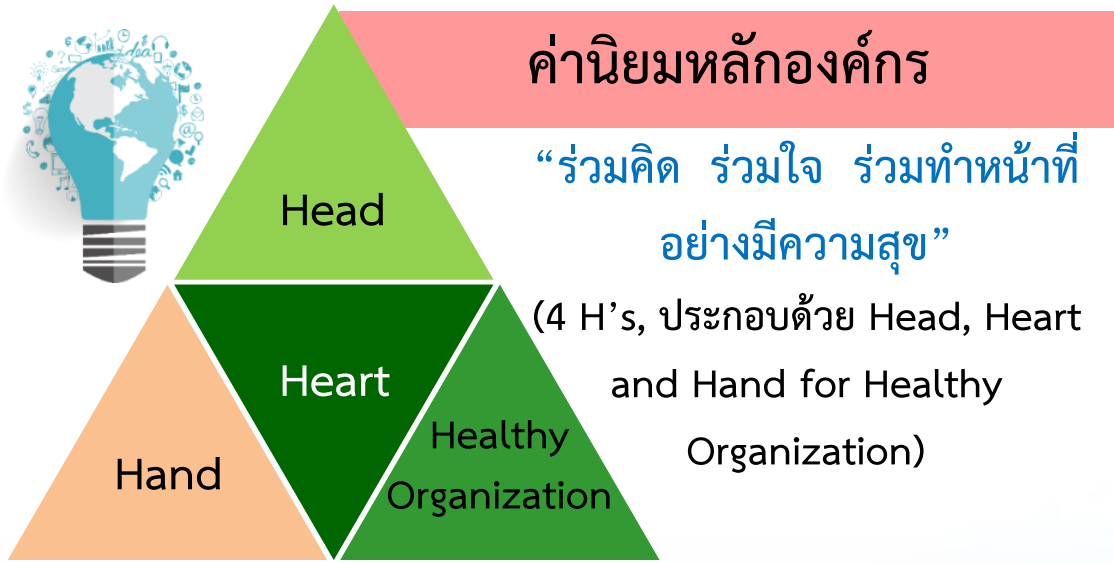 ค่านิยมหลักองค์กร
“ร่วมคิด ร่วมใจ ร่วมทำหน้าที่
อย่างมีความสุข”
(4 H’s, ประกอบด้วย Head, Heart
and Hand for Healthy
Organization)
Head
Heart
Hand
Healthy
Organization
idea